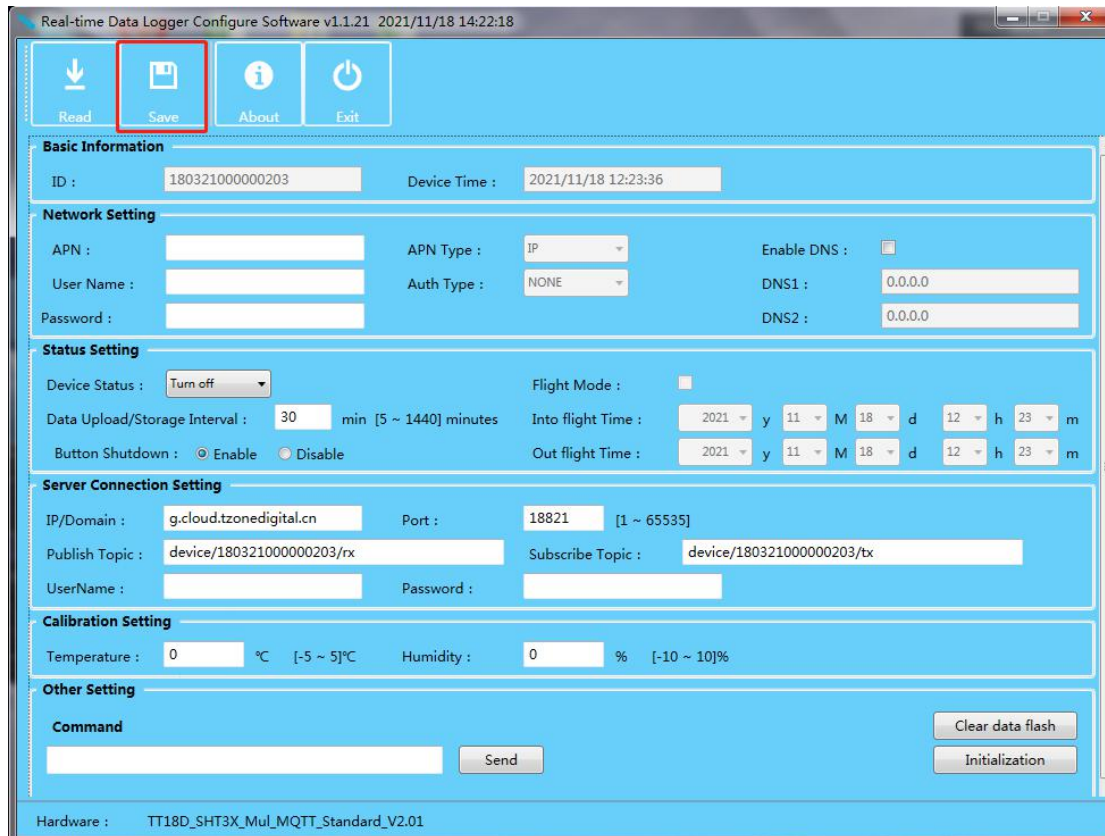 Real-time Data Logger Configure Software v1.1.21 2021/11/18 14:22:18
Read Save About Exit
Basic Information
ID : 180321000000203 Device Time : 2021/11/18 12:23:36
Network Setting
APN : APN Type : IP Enable DNS :
User Name : Auth Type : NONE DNS1 : 0.0.0.0
Password : DNS2 : 0.0.0.0
Status Setting
Device Status : Turn off Flight Mode :
Data Upload/Storage Interval : 30 min [5 ~ 1440] minutes Into flight Time : 2021 y 11 M 18 d 12 h 23 m
Button Shutdown : Enable Disable Out flight Time : 2021 y 11 M 18 d 12 h 23 m
Server Connection Setting
IP/Domain : g.cloud.tzonedigital.cn Port : 18821 [1 ~ 65535]
Publish Topic : device/180321000000203/rx Subscribe Topic : device/180321000000203/tx
UserName : Password :
Calibration Setting
Temperature : 0 ℃ [-5 ~ 5]℃ Humidity : 0 % [-10 ~ 10]%
Other Setting
Command Clear data flash
Send Initialization
Hardware : TT18D_SHT3X_Mul_MQTT_Standard_V2.01